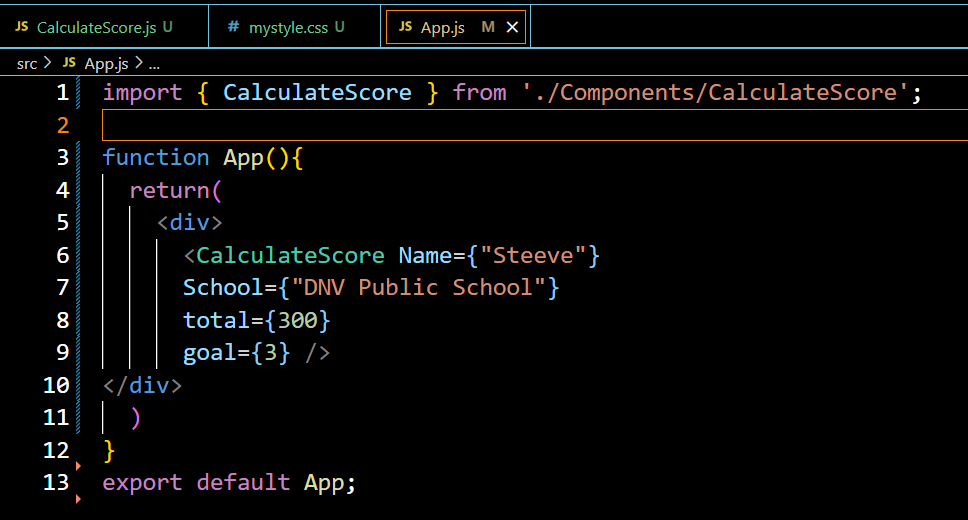 JS CalculateScore.js U # mystyle.css U JS App.js M ×
src > JS App.js > ...
1 import { CalculateScore } from './Components/CalculateScore';
2
3 function App(){
4 return(
5 <div>
6 <CalculateScore Name={"Steeve"}
7 School={"DNV Public School"}
8 total={300}
9 goal={3} />
10 </div>
11 )
12 }
13 export default App;